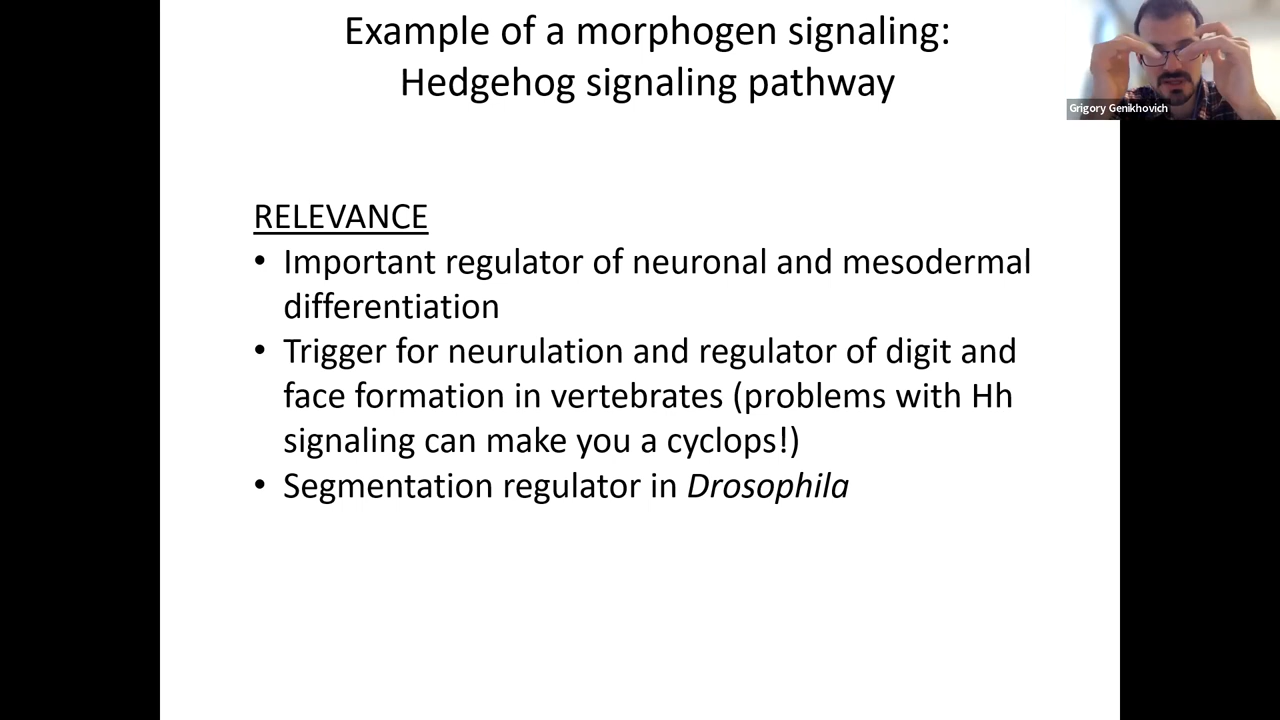 Example of a morphogen signaling:
Hedgehog signaling pathway
Grigory Genikhovich
RELEVANCE
• Important regulator of neuronal and mesodermal
differentiation
• Trigger for neurulation and regulator of digit and
face formation in vertebrates (problems with Hh
signaling can make you a cyclops!)
• Segmentation regulator in Drosophila